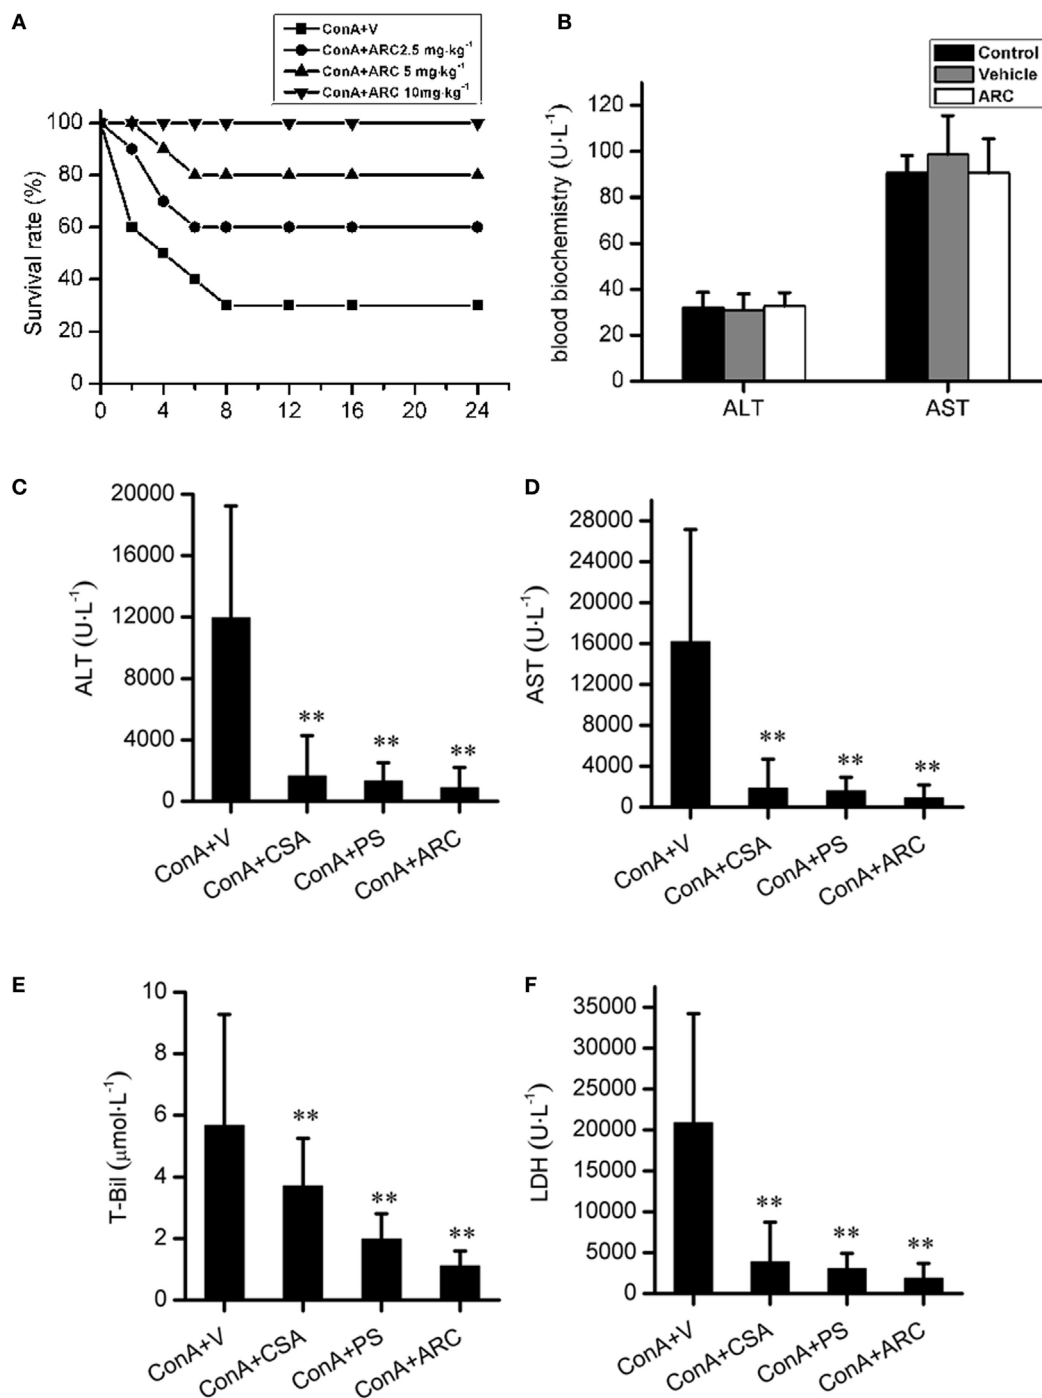 A
ConA+V
ConA+ARC2.5 mg·kg⁻¹
ConA+ARC 5 mg·kg⁻¹
ConA+ARC 10mg·kg⁻¹
Survival rate (%)
100
80
60
40
20
0
0 4 8 12 16 20 24
B
Control
Vehicle
ARC
blood biochemistry (U·L⁻¹)
120
100
80
60
40
20
0
ALT AST
C
ALT (U·L⁻¹)
20000
16000
12000
8000
4000
0
** ** **
ConA+V ConA+CSA ConA+PS ConA+ARC
D
AST (U·L⁻¹)
28000
24000
20000
16000
12000
8000
4000
0
** ** **
ConA+V ConA+CSA ConA+PS ConA+ARC
E
T-Bil (μmol·L⁻¹)
10
8
6
4
2
0
** ** **
ConA+V ConA+CSA ConA+PS ConA+ARC
F
LDH (U·L⁻¹)
35000
30000
25000
20000
15000
10000
5000
0
** ** **
ConA+V ConA+CSA ConA+PS ConA+ARC